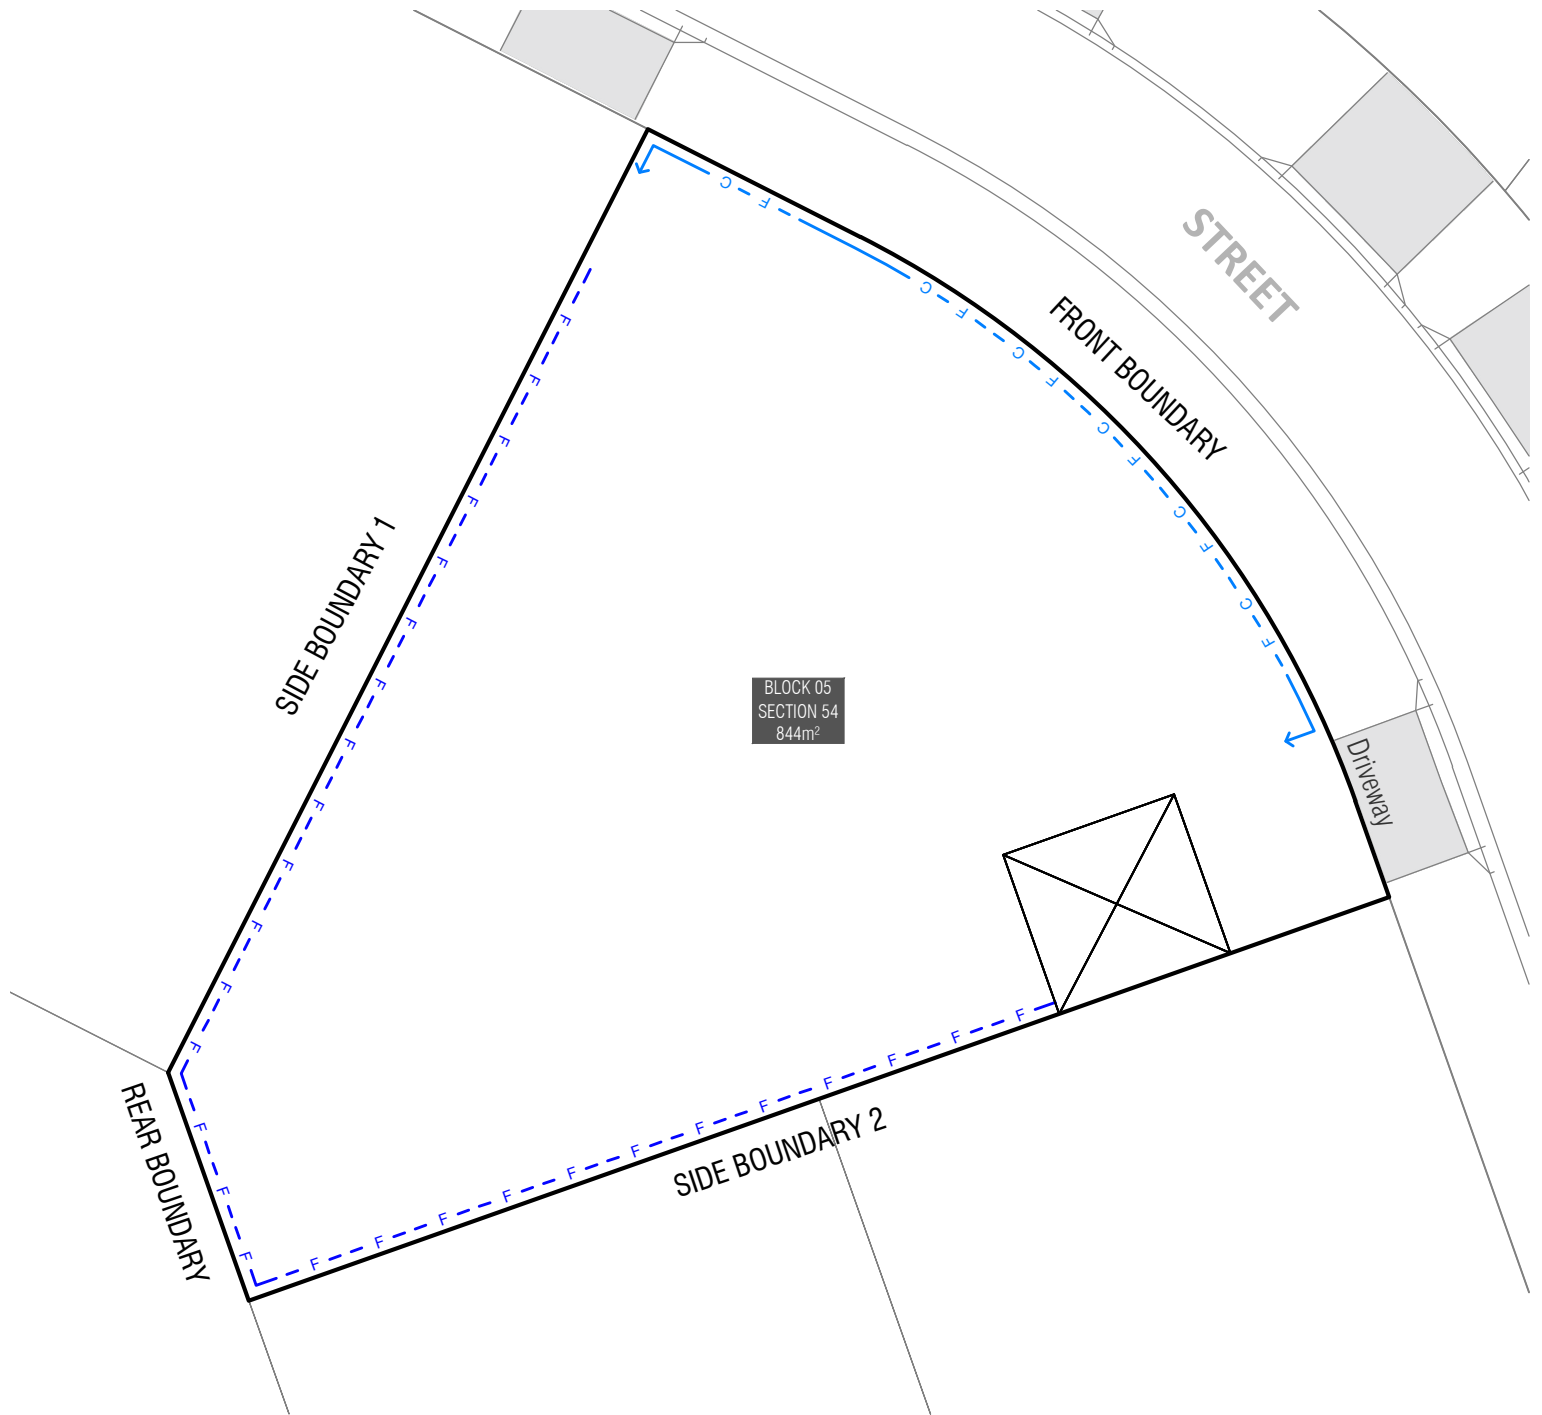 STREET
FRONT BOUNDARY
C F
C F C F C F C F C F
F F F F F F F F F F F F F
SIDE BOUNDARY 1
BLOCK 05
SECTION 54
844m²
Driveway
REAR BOUNDARY
F F F
F F F F F F F F F F F F
SIDE BOUNDARY 2